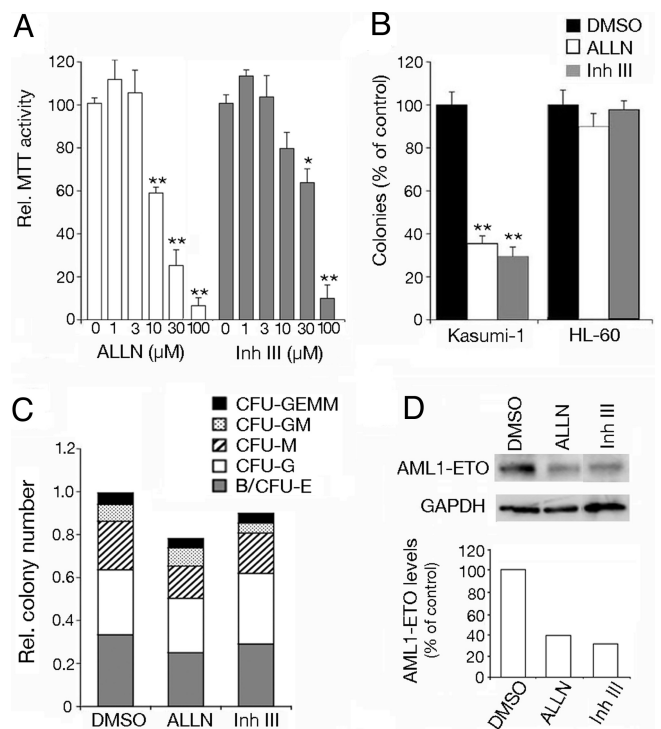 A
Rel. MTT activity
120
100
80
60
40
20
0
**
**
**
*
**
0 1 3 10 30 100 0 1 3 10 30 100
ALLN (µM) Inh III (µM)
B
DMSO
ALLN
Inh III
Colonies (% of control)
120
100
80
60
40
20
0
** **
Kasumi-1 HL-60
C
CFU-GEMM
CFU-GM
CFU-M
CFU-G
B/CFU-E
Rel. colony number
1.2
1.0
0.8
0.6
0.4
0.2
0
DMSO ALLN Inh III
D
DMSO ALLN Inh III
AML1-ETO
GAPDH
AML1-ETO levels
(% of control)
120
100
80
60
40
20
0
DMSO ALLN Inh III